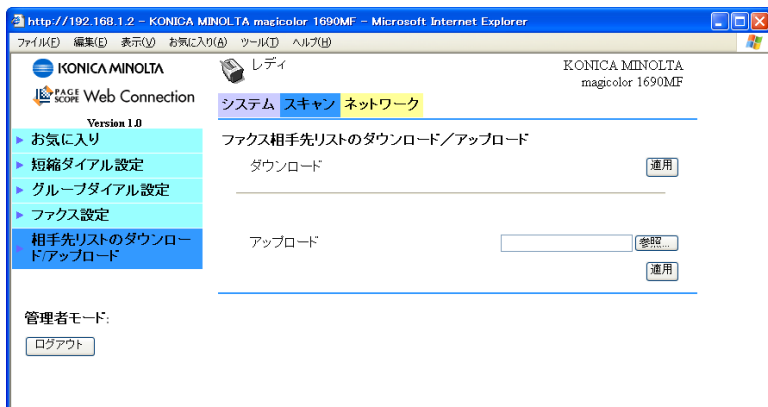 http://192.168.1.2 - KONICA MINOLTA magicolor 1690MF - Microsoft Internet Explorer
ファイル(F) 編集(E) 表示(V) お気に入り(A) ツール(T) ヘルプ(H)
KONICA MINOLTA
レディ
KONICA MINOLTA
magicolor 1690MF
PAGE SCOPE Web Connection
Version 1.0
システム スキャン ネットワーク
お気に入り
短縮ダイアル設定
グループダイアル設定
ファクス設定
相手先リストのダウンロー
ド/アップロード
ファクス相手先リストのダウンロード／アップロード
ダウンロード 適用
アップロード 参照...
適用
管理者モード:
ログアウト